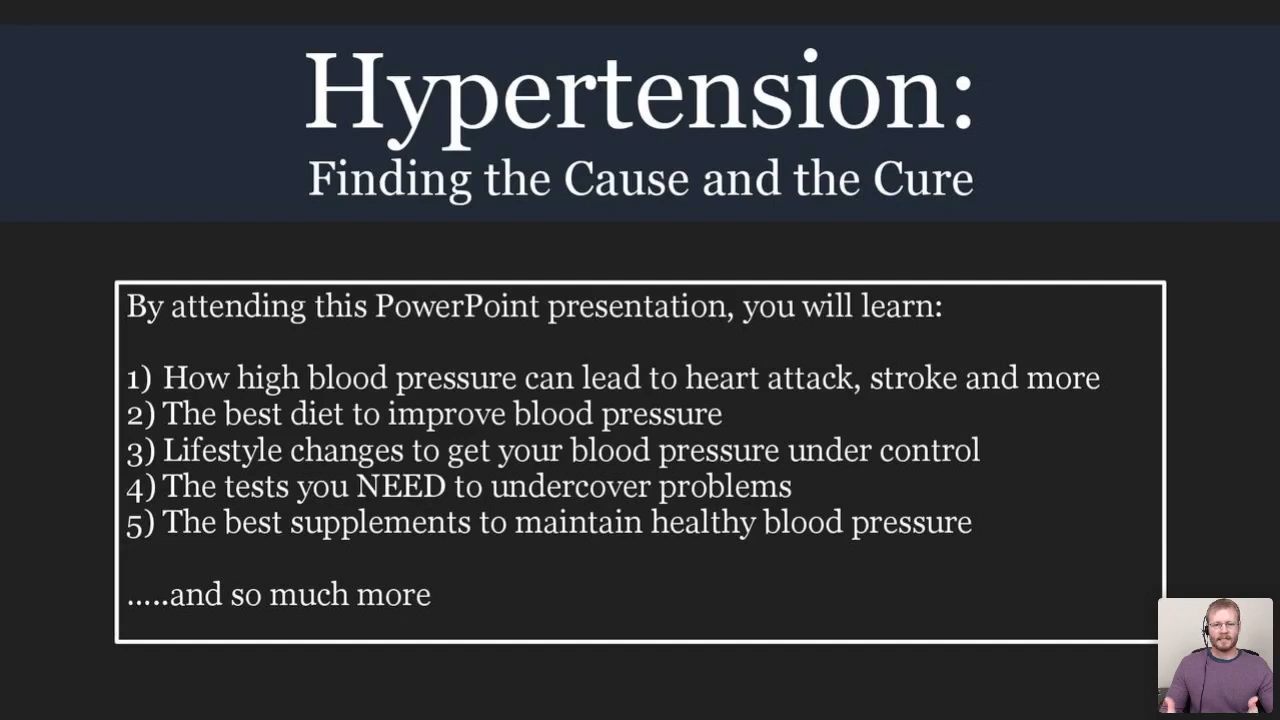 Hypertension:
Finding the Cause and the Cure
By attending this PowerPoint presentation, you will learn:
1) How high blood pressure can lead to heart attack, stroke and more
2) The best diet to improve blood pressure
3) Lifestyle changes to get your blood pressure under control
4) The tests you NEED to undercover problems
5) The best supplements to maintain healthy blood pressure
.....and so much more